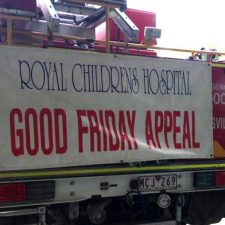 ROYAL CHILDRENS HOSPITAL
GOOD FRIDAY APPEAL
MCJ 269